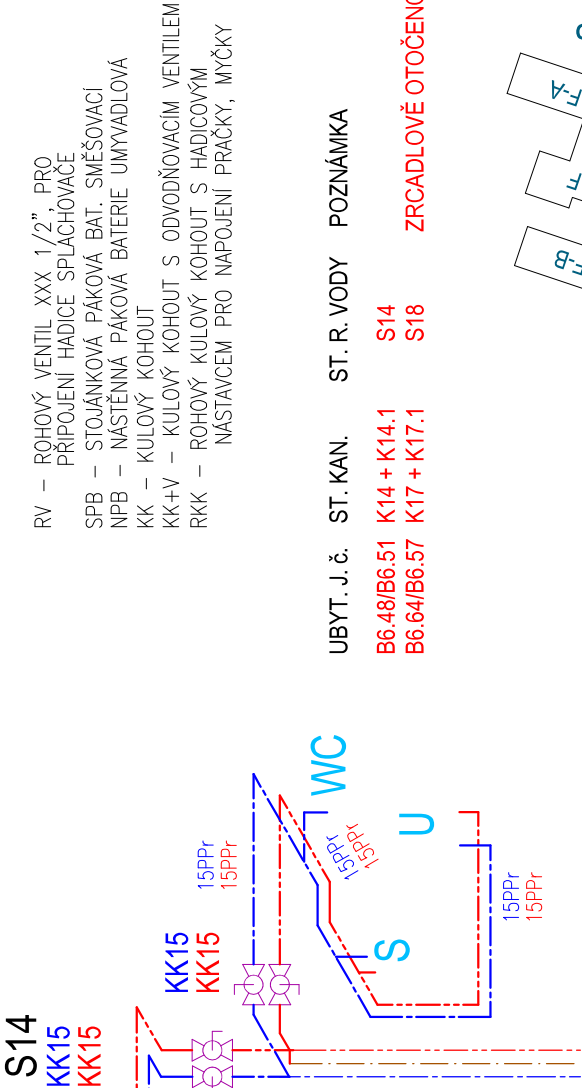 RV – ROHOVÝ VENTIL XXX 1/2", PRO
PŘIPOJENÍ HADICE SPLACHOVAČE
SPB – STOJÁNKOVÁ PÁKOVÁ BAT. SMĚŠOVACÍ
NPB – NÁSTĚNNÁ PÁKOVÁ BATERIE UMYVADLOVÁ
KK – KULOVÝ KOHOUT
KK+V – KULOVÝ KOHOUT S ODVODŇOVACÍM VENTILEM
RKK – ROHOVÝ KULOVÝ KOHOUT S HADICOVÝM
NÁSTAVCEM PRO NAPOJENÍ PRAČKY, MYČKY
UBYT. J. č. ST. KAN. ST. R. VODY POZNÁMKA
B6.48/B6.51 K14 + K14.1 S14
B6.64/B6.57 K17 + K17.1 S18 ZRCADLOVĚ OTOČENO
F-A
F
F-B
S14
KK15
KK15
KK15
KK15
15PPr
15PPr
WC
15PPr
15PPr
U
S
15PPr
15PPr